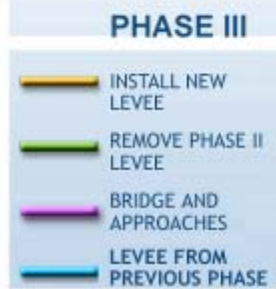 PHASE III
INSTALL NEW
LEVEE
REMOVE PHASE II
LEVEE
BRIDGE AND
APPROACHES
LEVEE FROM
PREVIOUS PHASE